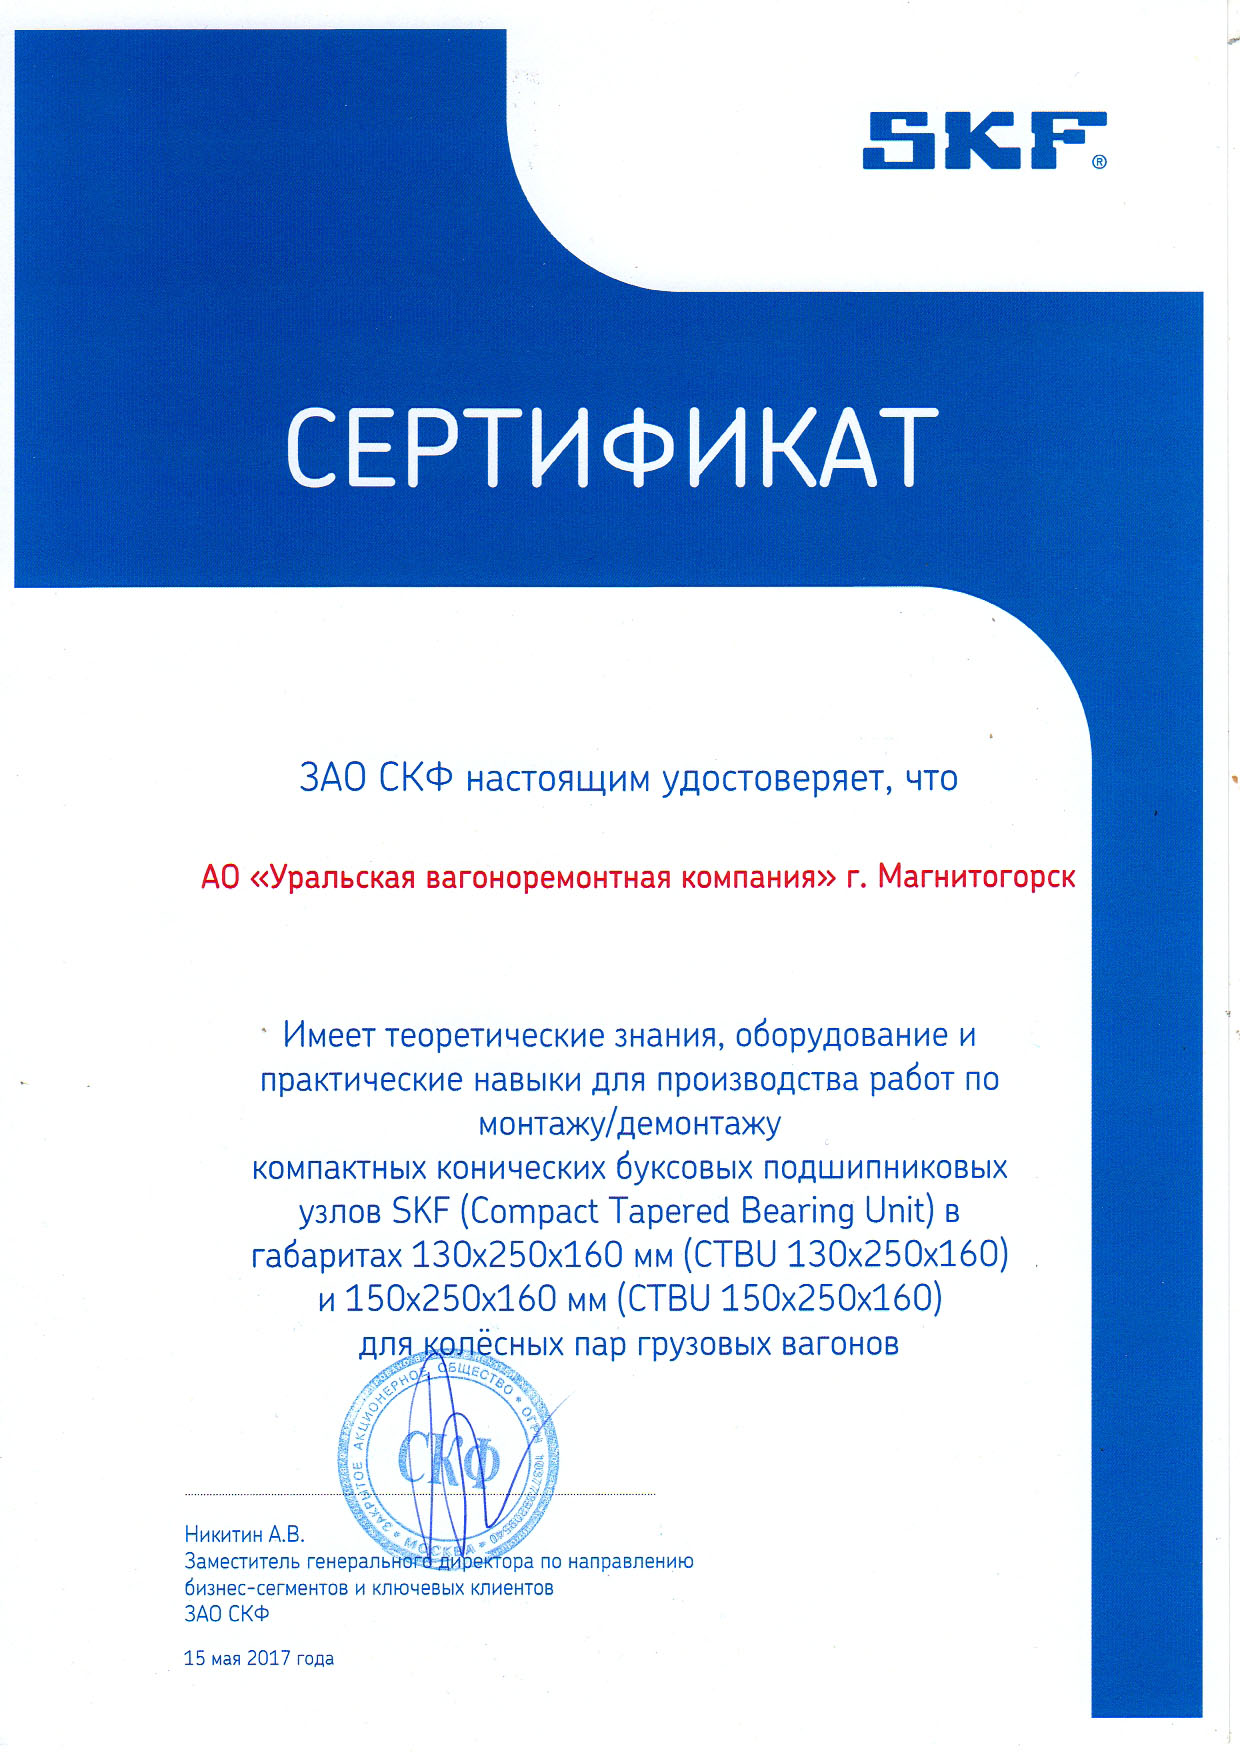 SKF®
СЕРТИФИКАТ
ЗАО СКФ настоящим удостоверяет, что
АО «Уральская вагоноремонтная компания» г. Магнитогорск
Имеет теоретические знания, оборудование и
практические навыки для производства работ по
монтажу/демонтажу
компактных конических буксовых подшипниковых
узлов SKF (Compact Tapered Bearing Unit) в
габаритах 130x250x160 мм (CTBU 130x250x160)
и 150x250x160 мм (CTBU 150x250x160)
для колёсных пар грузовых вагонов
ЗАКРЫТОЕ АКЦИОНЕРНОЕ ОБЩЕСТВО * ОГРН
* МОСКВА *
СКФ
Никитин А.В.
Заместитель генерального директора по направлению
бизнес-сегментов и ключевых клиентов
ЗАО СКФ
15 мая 2017 года